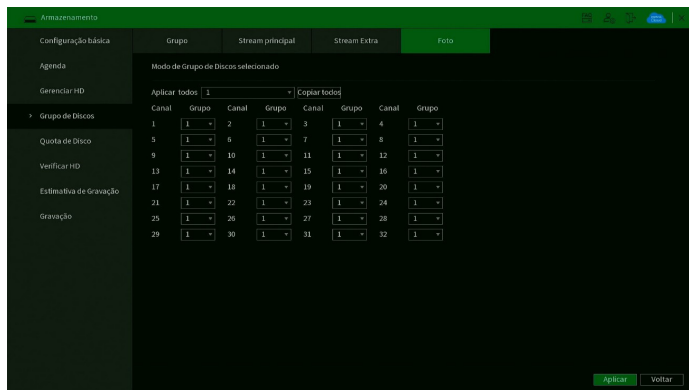 Armazenamento
Configuração básica
Grupo
Stream principal
Stream Extra
Foto
Agenda
Modo de Grupo de Discos selecionado
Gerenciar HD
Aplicar todos 1 Copiar todos
Canal Grupo Canal Grupo Canal Grupo Canal Grupo
> Grupo de Discos
1 1 2 1 3 1 4 1
Quota de Disco
5 1 6 1 7 1 8 1
9 1 10 1 11 1 12 1
Verificar HD
13 1 14 1 15 1 16 1
Estimativa de Gravação
17 1 18 1 19 1 20 1
21 1 22 1 23 1 24 1
Gravação
25 1 26 1 27 1 28 1
29 1 30 1 31 1 32 1
Aplicar Voltar